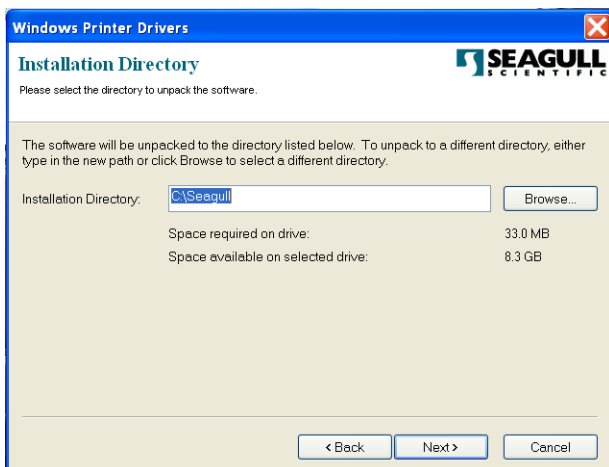 Windows Printer Drivers
Installation Directory
SEAGULL
SCIENTIFIC
Please select the directory to unpack the software.
The software will be unpacked to the directory listed below. To unpack to a different directory, either
type in the new path or click Browse to select a different directory.
Installation Directory: C:\Seagull Browse...
Space required on drive: 33.0 MB
Space available on selected drive: 8.3 GB
< Back Next > Cancel